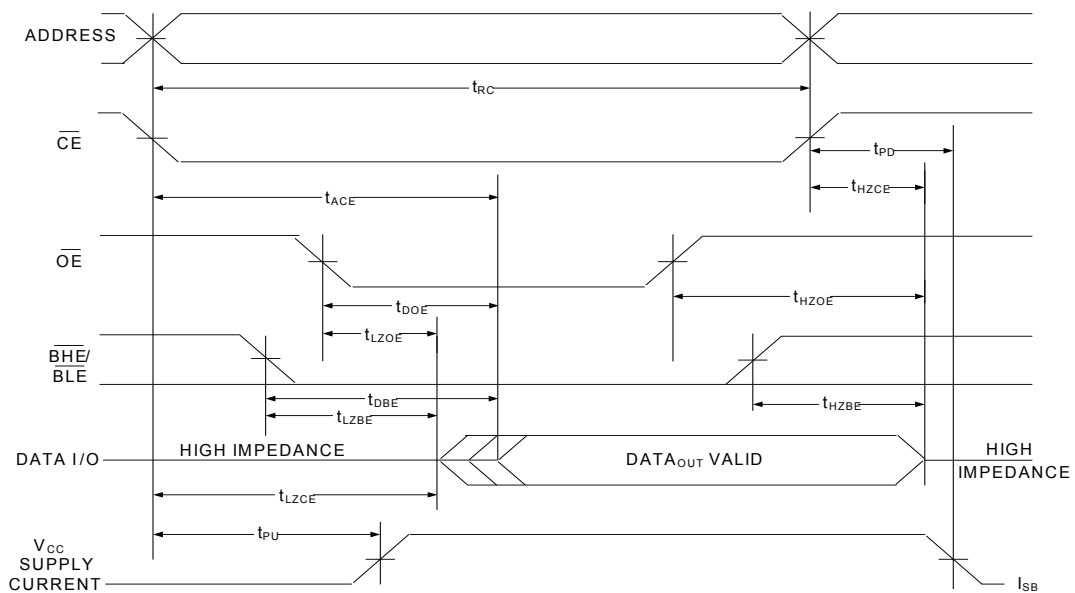 ADDRESS
tRC
CE
tPD
tHZCE
tACE
OE
tDOE
tHZOE
tLZOE
BHE/
BLE
tDBE
tHZBE
tLZBE
HIGH IMPEDANCE
DATA I/O
DATAOUT VALID
HIGH
IMPEDANCE
tLZCE
tPU
VCC
SUPPLY
CURRENT
ISB